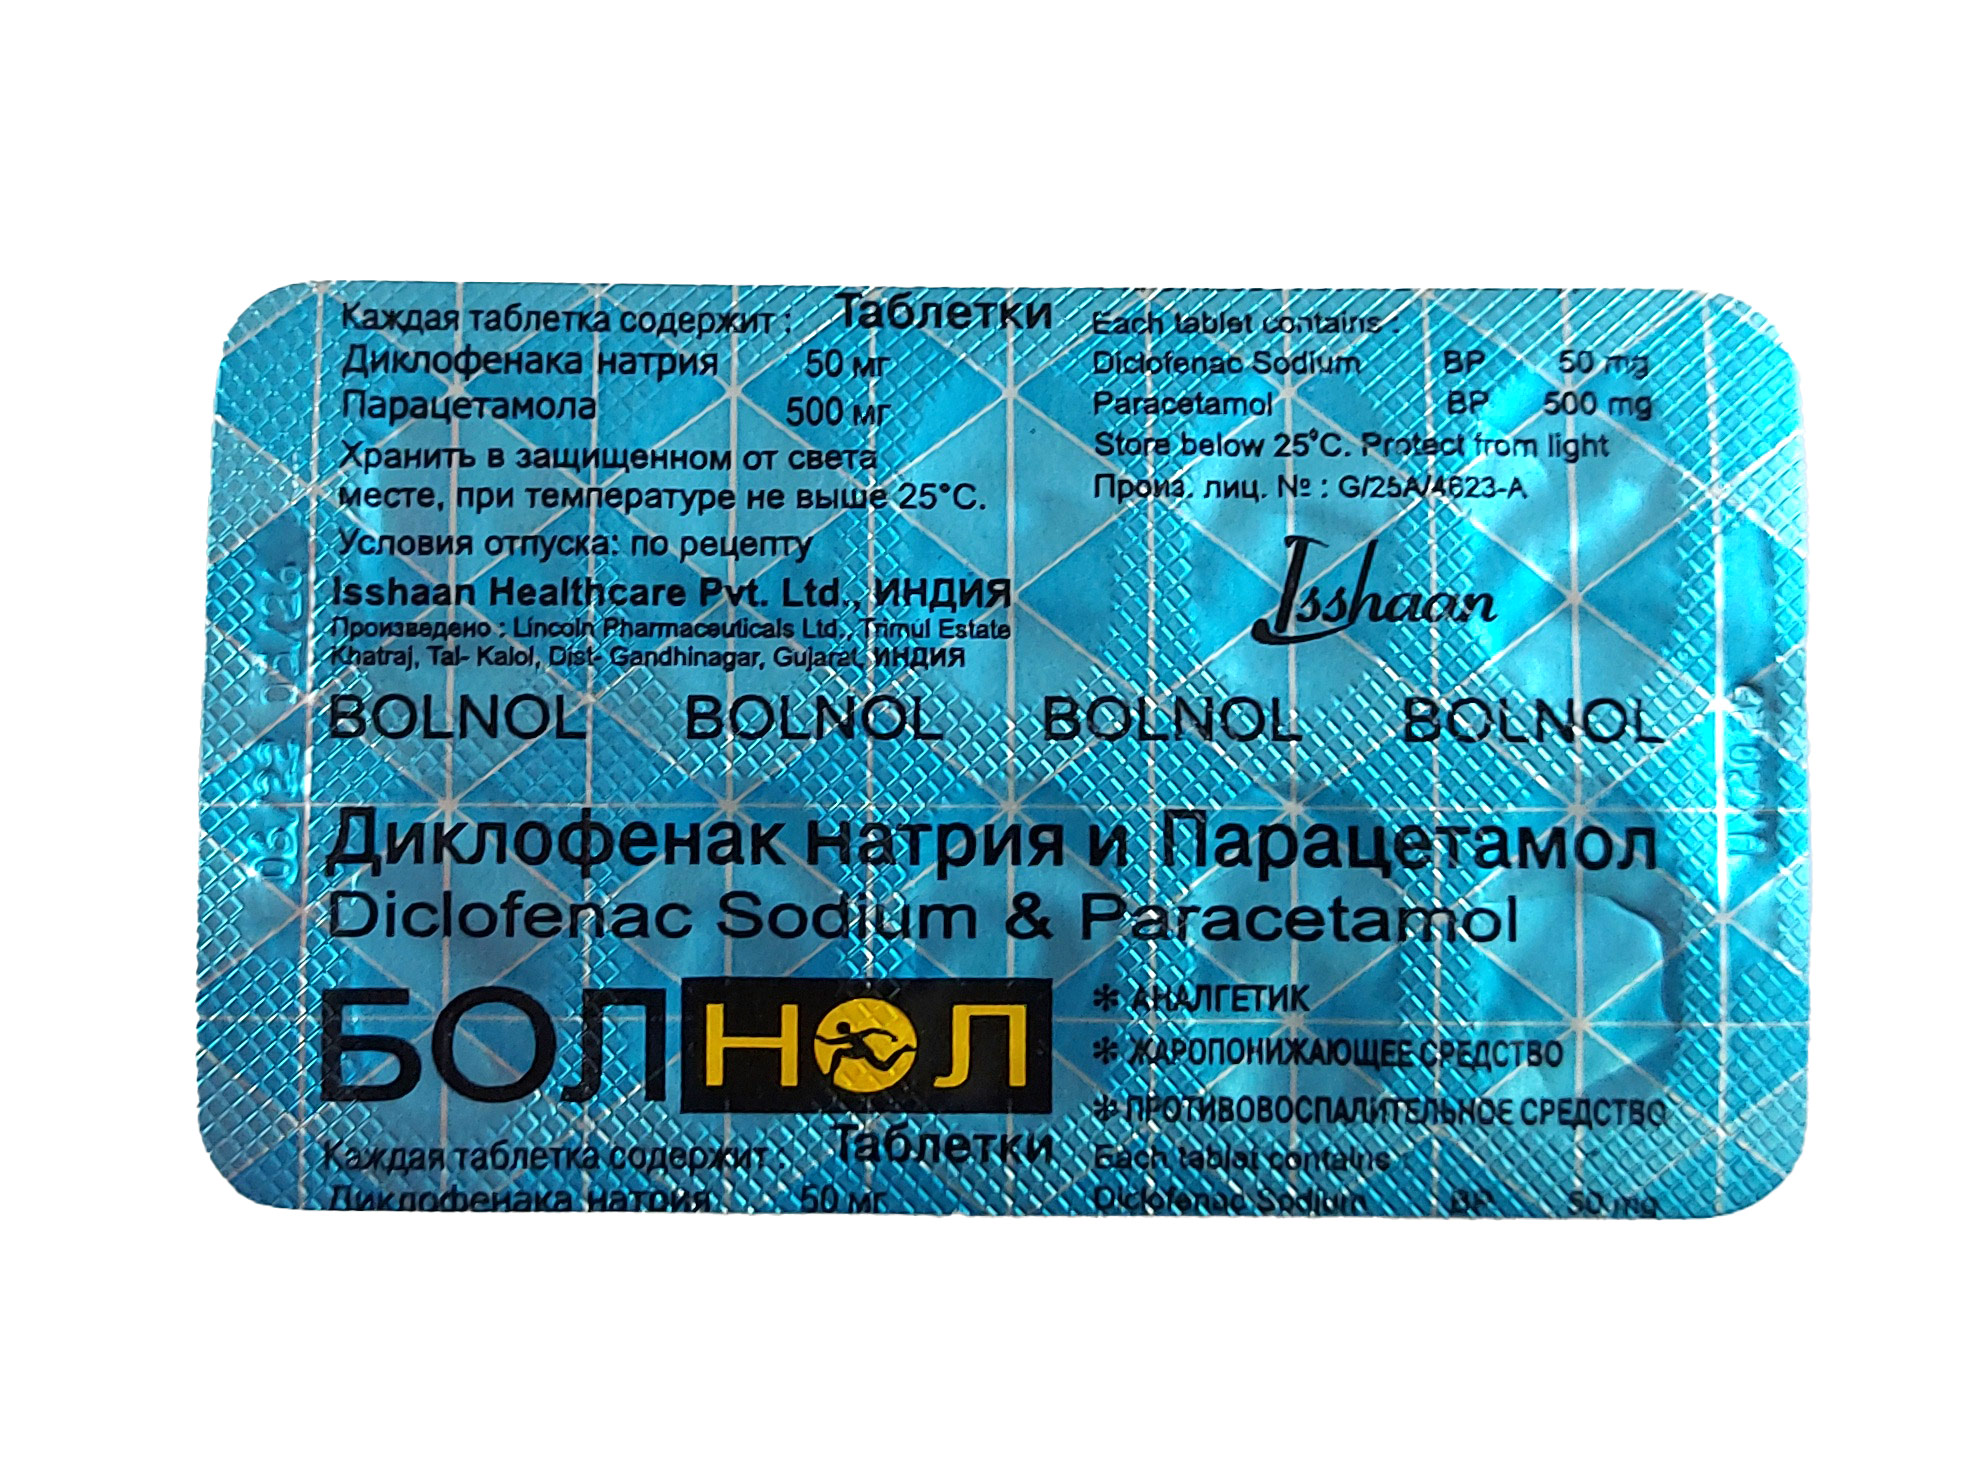 Таблетки
Каждая таблетка содержит :
Диклофенака натрия 50 мг
Парацетамола 500 мг
Хранить в защищенном от света
месте, при температуре не выше 25°C.
Условия отпуска: по рецепту
Isshaan Healthcare Pvt. Ltd., ИНДИЯ
Произведено : Lincoln Pharmaceuticals Ltd., Trimul Estate
Khatraj, Tal- Kalol, Dist- Gandhinagar, Gujarat, ИНДИЯ
Each tablet contains :
Diclofenac Sodium BP 50 mg
Paracetamol BP 500 mg
Store below 25°C. Protect from light
Произ. лиц. № : G/25A/4623-A
Isshaan
BOLNOL BOLNOL BOLNOL BOLNOL
Диклофенак натрия и Парацетамол
Diclofenac Sodium & Paracetamol
БОЛНОЛ
* АНАЛГЕТИК
* ЖАРОПОНИЖАЮЩЕЕ СРЕДСТВО
* ПРОТИВОВОСПАЛИТЕЛЬНОЕ СРЕДСТВО
Таблетки
Каждая таблетка содержит :
Диклофенака натрия 50 мг
Each tablet contains :
Diclofenac Sodium BP 50 mg